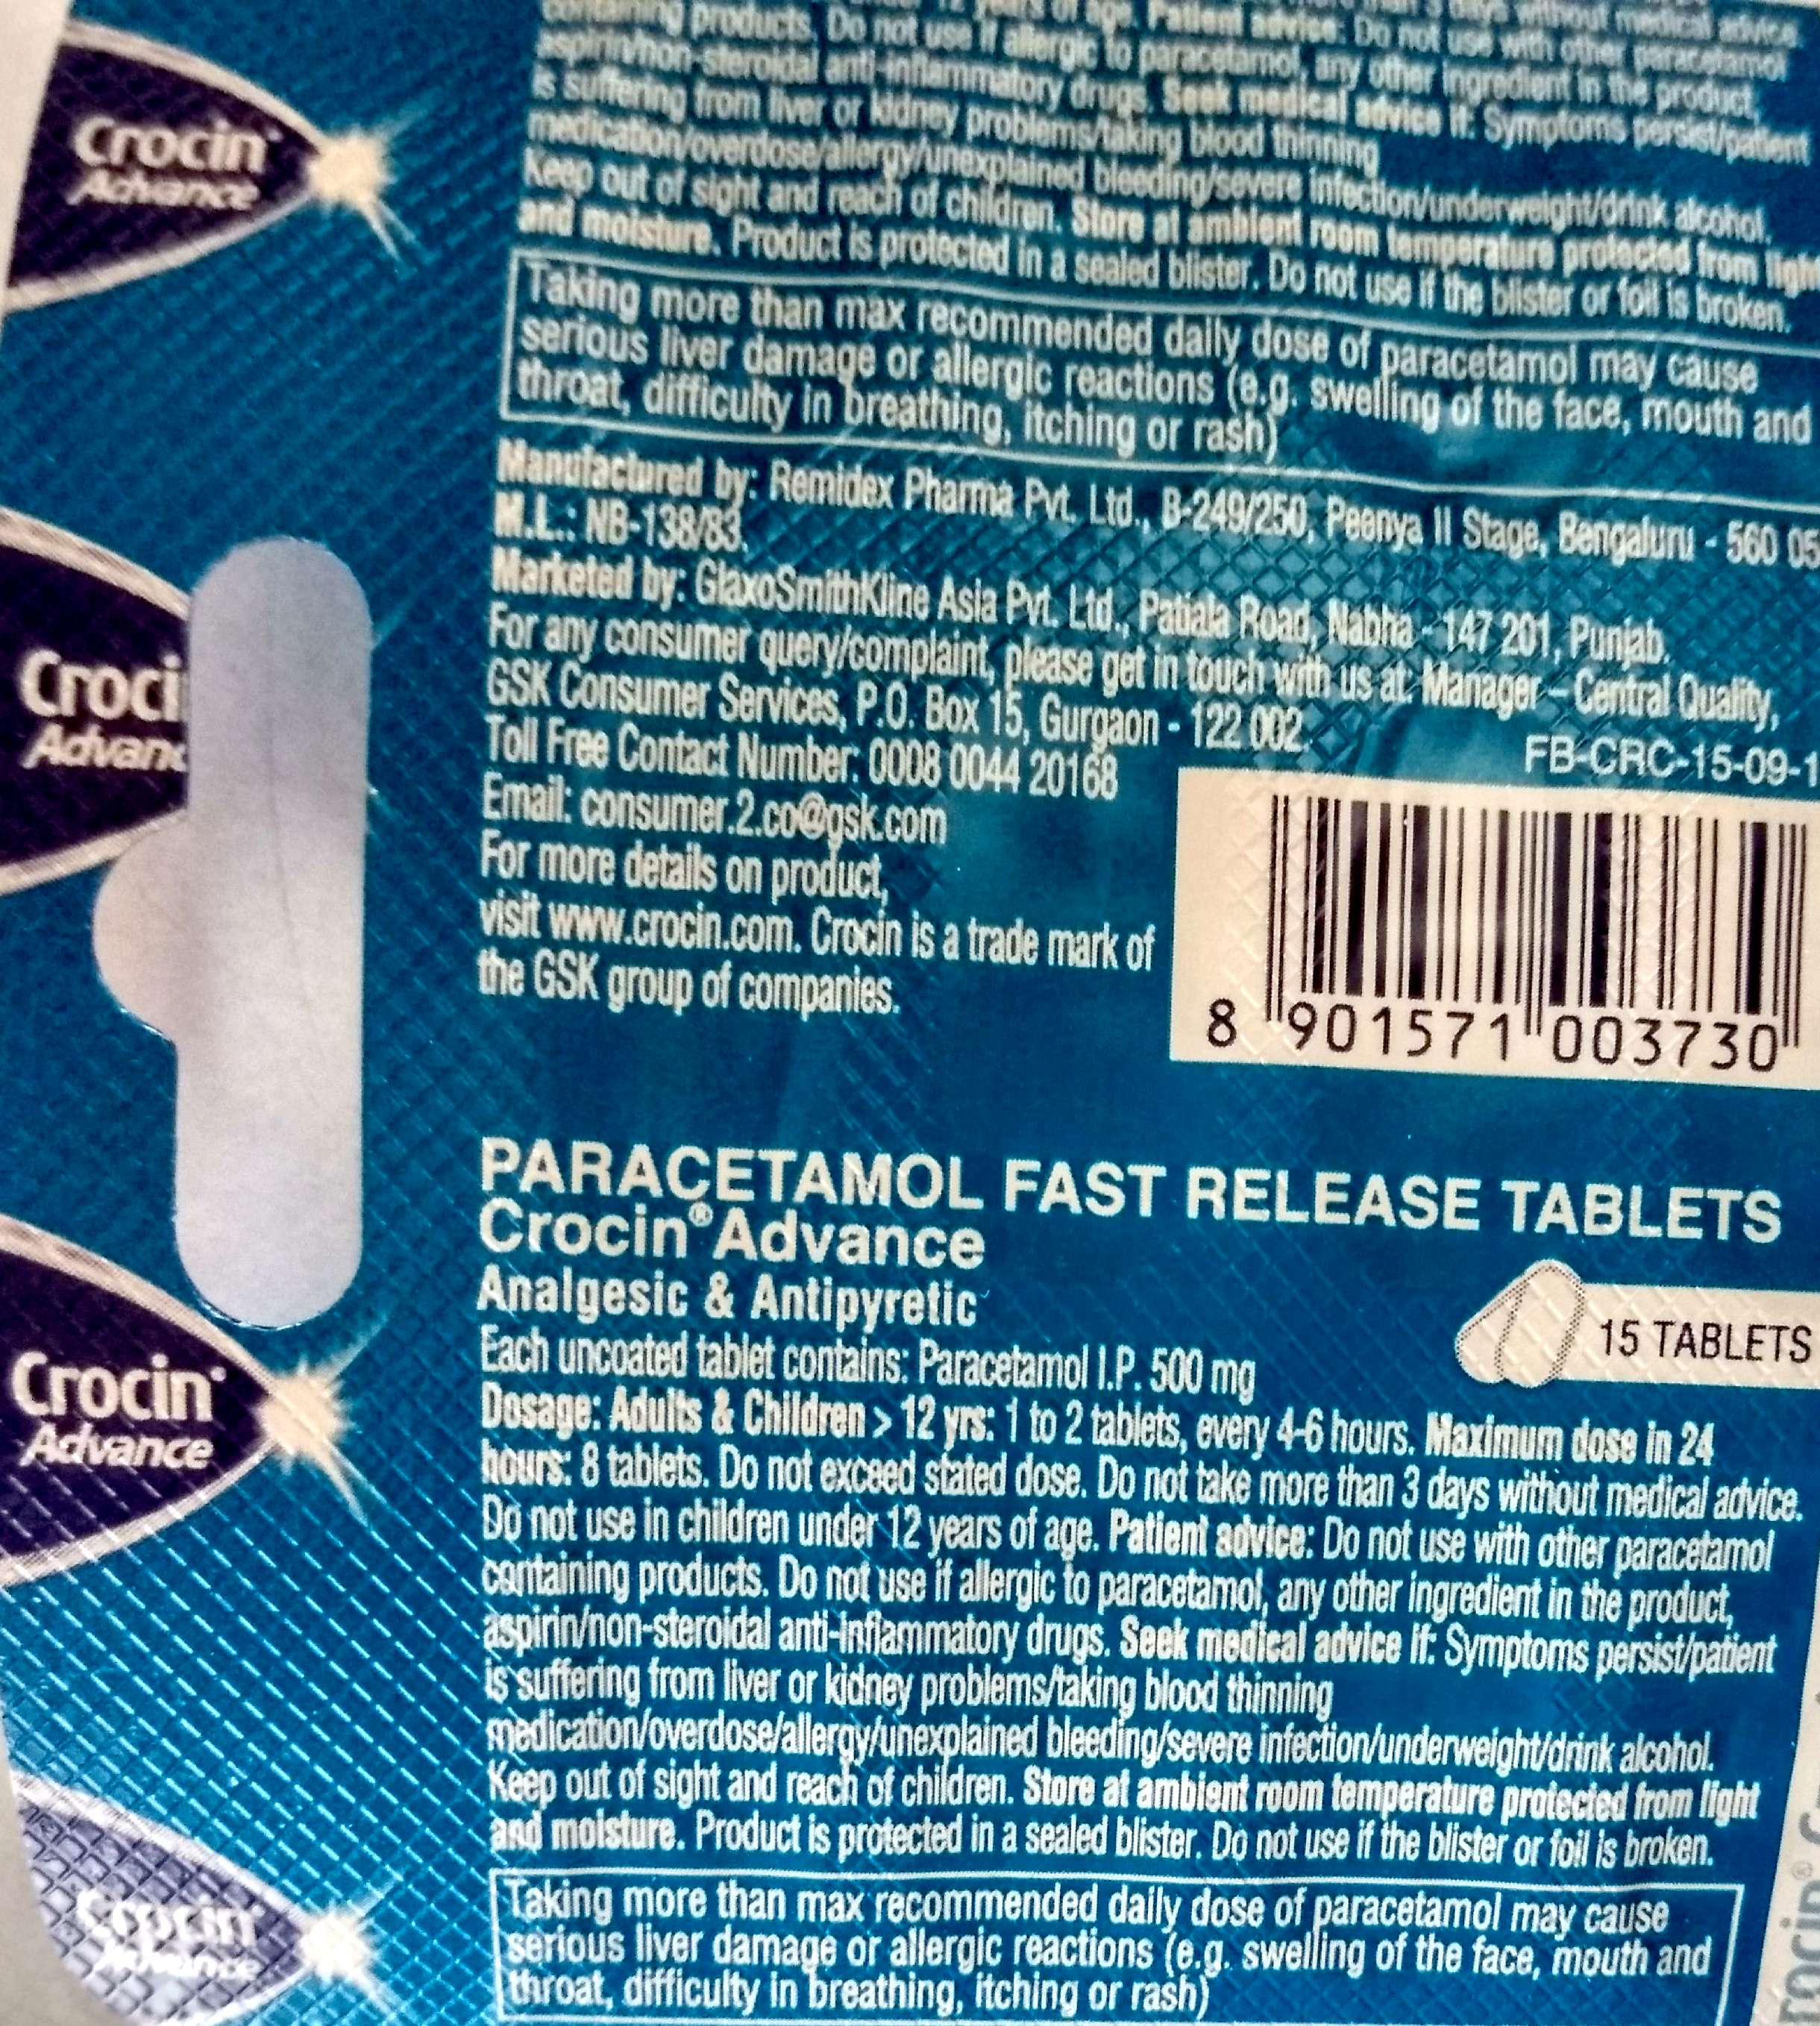 Crocin
Advance
Croci
Advanc
Crocin
Advance
Crocin
Advance
years of age. Patient advice: Do not use with other paracetamol
containing products. Do not use if allergic to paracetamol, any other ingredient in the product,
aspirin/non-steroidal anti-inflammatory drugs. Seek medical advice if: Symptoms persist/patient
is suffering from liver or kidney problems/taking blood thinning
medication/overdose/allergy/unexplained bleeding/severe infection/underweight/drink alcohol.
Keep out of sight and reach of children. Store at ambient room temperature protected from light
and moisture. Product is protected in a sealed blister. Do not use if the blister or foil is broken.
Taking more than max recommended daily dose of paracetamol may cause
serious liver damage or allergic reactions (e.g. swelling of the face, mouth and
throat, difficulty in breathing, itching or rash)
Manufactured by: Remidex Pharma Pvt. Ltd., B-249/250, Peenya II Stage, Bengaluru - 560 05
M.L.: NB-138/83.
Marketed by: GlaxoSmithKline Asia Pvt. Ltd., Patiala Road, Nabha - 147 201, Punjab.
For any consumer query/complaint, please get in touch with us at: Manager – Central Quality,
GSK Consumer Services, P.O. Box 15, Gurgaon - 122 002
Toll Free Contact Number: 0008 0044 20168
FB-CRC-15-09-1
Email: consumer.2.co@gsk.com
For more details on product,
visit www.crocin.com. Crocin is a trade mark of
the GSK group of companies.
8 901571 003730
PARACETAMOL FAST RELEASE TABLETS
Crocin® Advance
Analgesic & Antipyretic
15 TABLETS
Each uncoated tablet contains: Paracetamol I.P. 500 mg
Dosage: Adults & Children > 12 yrs: 1 to 2 tablets, every 4-6 hours. Maximum dose in 24
hours: 8 tablets. Do not exceed stated dose. Do not take more than 3 days without medical advice.
Do not use in children under 12 years of age. Patient advice: Do not use with other paracetamol
containing products. Do not use if allergic to paracetamol, any other ingredient in the product,
aspirin/non-steroidal anti-inflammatory drugs. Seek medical advice if: Symptoms persist/patient
is suffering from liver or kidney problems/taking blood thinning
medication/overdose/allergy/unexplained bleeding/severe infection/underweight/drink alcohol.
Keep out of sight and reach of children. Store at ambient room temperature protected from light
and moisture. Product is protected in a sealed blister. Do not use if the blister or foil is broken.
Taking more than max recommended daily dose of paracetamol may cause
serious liver damage or allergic reactions (e.g. swelling of the face, mouth and
throat, difficulty in breathing, itching or rash)